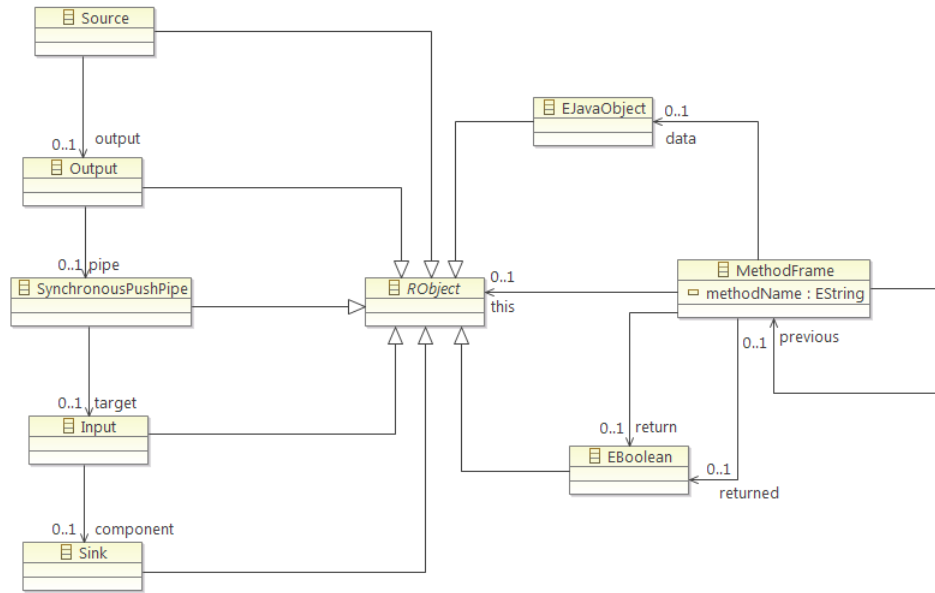 Source
0..1 output
Output
0..1 pipe
SynchronousPushPipe
0..1 target
Input
0..1 component
Sink
RObject
0..1
this
EJavaObject
0..1
data
MethodFrame
methodName : EString
0..1 previous
0..1 return
EBoolean
0..1
returned